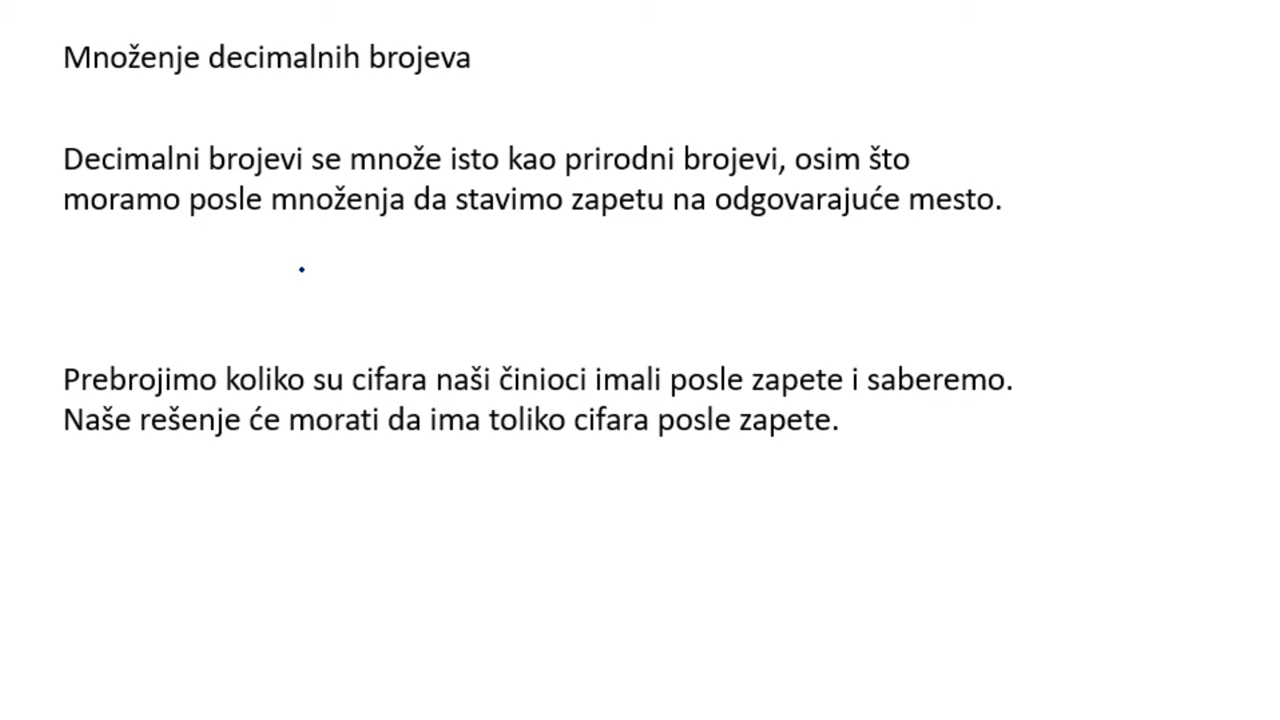 Množenje decimalnih brojeva
Decimalni brojevi se množe isto kao prirodni brojevi, osim što
moramo posle množenja da stavimo zapetu na odgovarajuće mesto.
Prebrojimo koliko su cifara naši činioci imali posle zapete i saberemo.
Naše rešenje će morati da ima toliko cifara posle zapete.